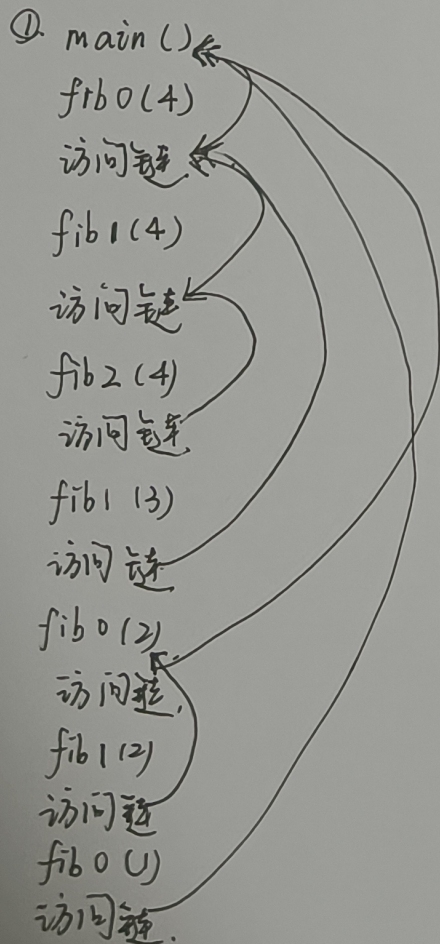 ①. main()
fib0(4)
访问链
fib1(4)
访问链
fib2(4)
访问链
fib1(3)
访问链
fib0(2)
访问链
fib1(2)
访问链
fib0(1)
访问链